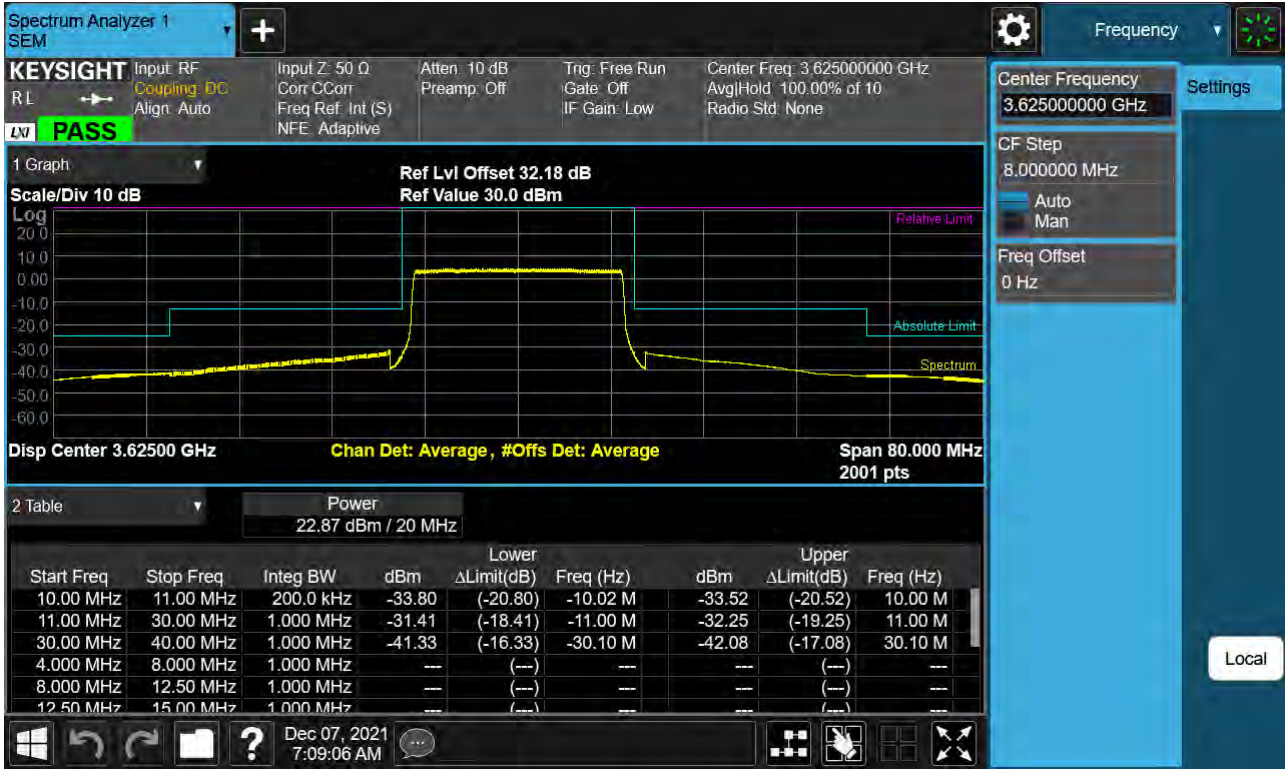 Spectrum Analyzer 1
SEM
+
Frequency
KEYSIGHT
R L
LXI PASS
Input: RF
Coupling: DC
Align: Auto
Input Z: 50 Ω
Corr CCorr
Freq Ref: Int (S)
NFE: Adaptive
Atten: 10 dB
Preamp: Off
Trig: Free Run
Gate: Off
IF Gain: Low
Center Freq: 3.625000000 GHz
Avg|Hold: 100.00% of 10
Radio Std: None
Center Frequency
3.625000000 GHz
Settings
CF Step
8.000000 MHz
Auto
Man
Freq Offset
0 Hz
Local
1 Graph
Scale/Div 10 dB
Ref Lvl Offset 32.18 dB
Ref Value 30.0 dBm
Log
20.0
10.0
0.00
-10.0
-20.0
-30.0
-40.0
-50.0
-60.0
Relative Limit
Absolute Limit
Spectrum
Disp Center 3.62500 GHz
Chan Det: Average, #Offs Det: Average
Span 80.000 MHz
2001 pts
2 Table
Power
22.87 dBm / 20 MHz
Lower Upper
Start Freq Stop Freq Integ BW dBm ΔLimit(dB) Freq (Hz) dBm ΔLimit(dB) Freq (Hz)
10.00 MHz 11.00 MHz 200.0 kHz -33.80 (-20.80) -10.02 M -33.52 (-20.52) 10.00 M
11.00 MHz 30.00 MHz 1.000 MHz -31.41 (-18.41) -11.00 M -32.25 (-19.25) 11.00 M
30.00 MHz 40.00 MHz 1.000 MHz -41.33 (-16.33) -30.10 M -42.08 (-17.08) 30.10 M
4.000 MHz 8.000 MHz 1.000 MHz --- (---) --- --- (---) ---
8.000 MHz 12.50 MHz 1.000 MHz --- (---) --- --- (---) ---
12.50 MHz 15.00 MHz 1.000 MHz --- (---) --- --- (---) ---
?
Dec 07, 2021
7:09:06 AM